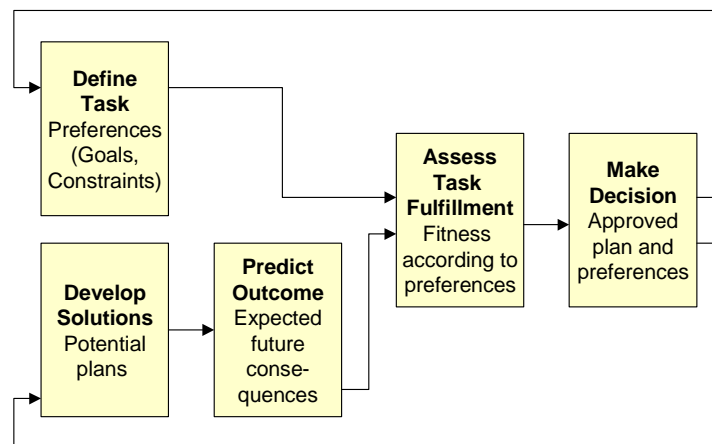 Define
Task
Preferences
(Goals,
Constraints)
Assess
Task
Fulfillment
Fitness
according to
preferences
Make
Decision
Approved
plan and
preferences
Develop
Solutions
Potential
plans
Predict
Outcome
Expected
future
conse-
quences